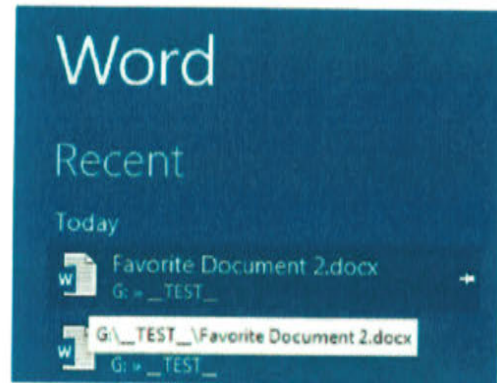 Word
Recent
Today
Favorite Document 2.docx
G: » __TEST__
G:\__TEST__\Favorite Document 2.docx
G: » __TEST__